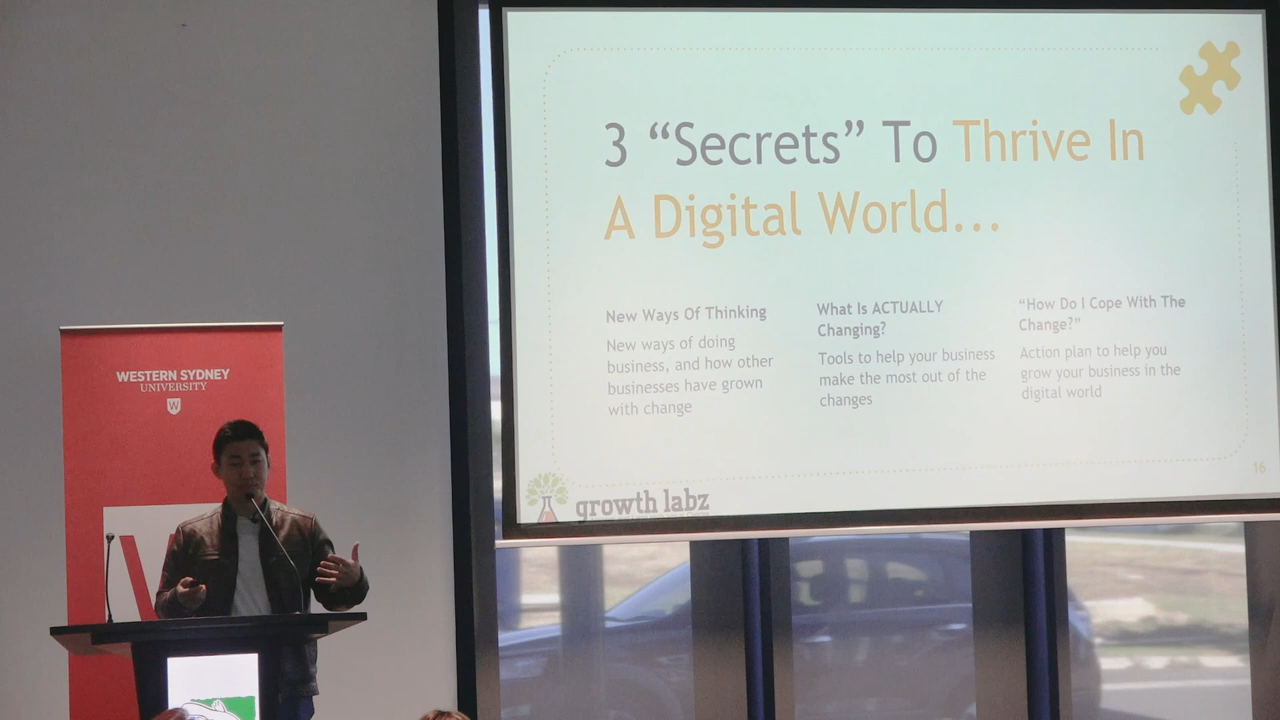 3 “Secrets” To Thrive In
A Digital World...
New Ways Of Thinking
New ways of doing
business, and how other
businesses have grown
with change
What Is ACTUALLY
Changing?
Tools to help your business
make the most out of the
changes
“How Do I Cope With The
Change?”
Action plan to help you
grow your business in the
digital world
16
growth labz
WESTERN SYDNEY
UNIVERSITY
W
W